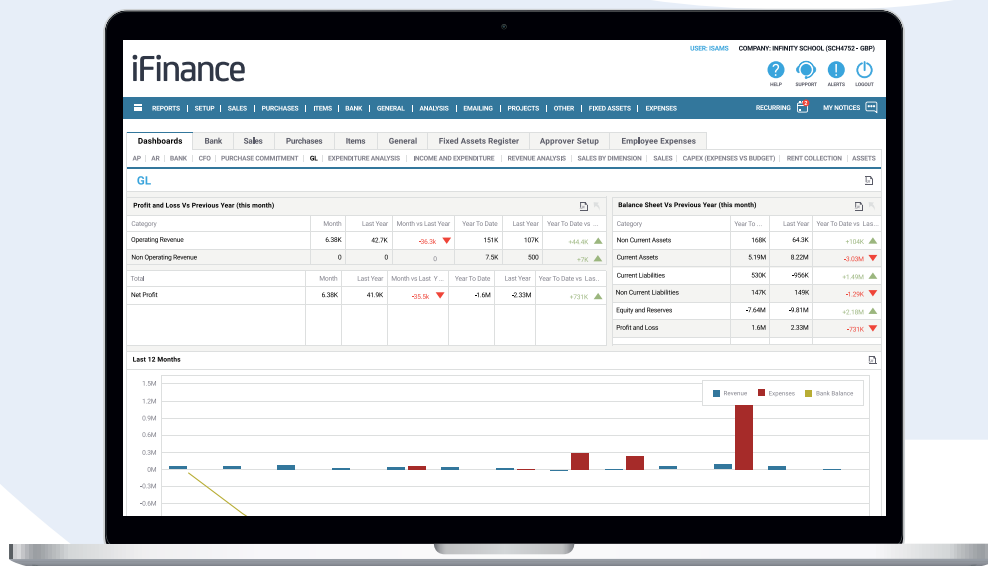 USER: ISAMS COMPANY: INFINITY SCHOOL (SCH4752 - GBP)
iFinance
HELP SUPPORT ALERTS LOGOUT
REPORTS | SETUP | SALES | PURCHASES | ITEMS | BANK | GENERAL | ANALYSIS | EMAILING | PROJECTS | OTHER | FIXED ASSETS | EXPENSES RECURRING 2 MY NOTICES
Dashboards Bank Sales Purchases Items General Fixed Assets Register Approver Setup Employee Expenses
AP | AR | BANK | CFO | PURCHASE COMMITMENT | GL | EXPENDITURE ANALYSIS | INCOME AND EXPENDITURE | REVENUE ANALYSIS | SALES BY DIMENSION | SALES | CAPEX (EXPENSES VS BUDGET) | RENT COLLECTION | ASSETS
GL
Profit and Loss Vs Previous Year (this month)
Category Month Last Year Month vs Last Year Year To Date Last Year Year To Date vs ...
Operating Revenue 6.38K 42.7K -36.3k 151K 107K +44.4K
Non Operating Revenue 0 0 0 7.5K 500 +7K
Total Month Last Year Month vs Last Y... Year To Date Last Year Year To Date vs Las..
Net Profit 6.38K 41.9K -35.5k -1.6M -2.33M +731K
Balance Sheet Vs Previous Year (this month)
Category Year To ... Last Year Year To Date vs Las...
Non Current Assets 168K 64.3K +104K
Current Assets 5.19M 8.22M -3.03M
Current Liabilities 530K -956K +1.49M
Non Current Liabilities 147K 149K -1.29K
Equity and Reserves -7.64M -9.81M +2.18M
Profit and Loss 1.6M 2.33M -731K
Last 12 Months
1.5M
Revenue Expenses Bank Balance
1.2M
0.9M
0.6M
0.3M
0M
-0.3M
-0.6M